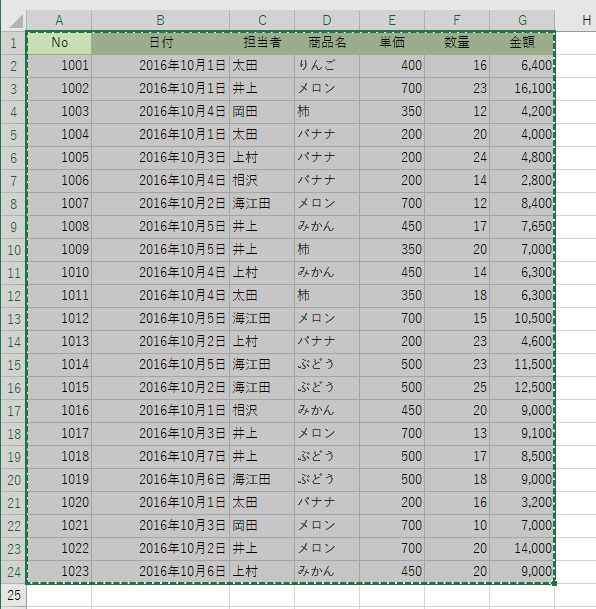 A B C D E F G H
1 No 日付 担当者 商品名 単価 数量 金額
2 1001 2016年10月1日 太田 りんご 400 16 6,400
3 1002 2016年10月1日 井上 メロン 700 23 16,100
4 1003 2016年10月4日 岡田 柿 350 12 4,200
5 1004 2016年10月1日 太田 バナナ 200 20 4,000
6 1005 2016年10月3日 上村 バナナ 200 24 4,800
7 1006 2016年10月4日 相沢 バナナ 200 14 2,800
8 1007 2016年10月2日 海江田 メロン 700 12 8,400
9 1008 2016年10月5日 井上 みかん 450 17 7,650
10 1009 2016年10月5日 井上 柿 350 20 7,000
11 1010 2016年10月4日 上村 みかん 450 14 6,300
12 1011 2016年10月4日 太田 柿 350 18 6,300
13 1012 2016年10月5日 海江田 メロン 700 15 10,500
14 1013 2016年10月2日 上村 バナナ 200 23 4,600
15 1014 2016年10月5日 海江田 ぶどう 500 23 11,500
16 1015 2016年10月2日 海江田 ぶどう 500 25 12,500
17 1016 2016年10月1日 相沢 みかん 450 20 9,000
18 1017 2016年10月3日 井上 メロン 700 13 9,100
19 1018 2016年10月7日 井上 ぶどう 500 17 8,500
20 1019 2016年10月6日 海江田 ぶどう 500 18 9,000
21 1020 2016年10月1日 太田 バナナ 200 16 3,200
22 1021 2016年10月3日 岡田 メロン 700 10 7,000
23 1022 2016年10月2日 井上 メロン 700 20 14,000
24 1023 2016年10月6日 上村 みかん 450 20 9,000
25